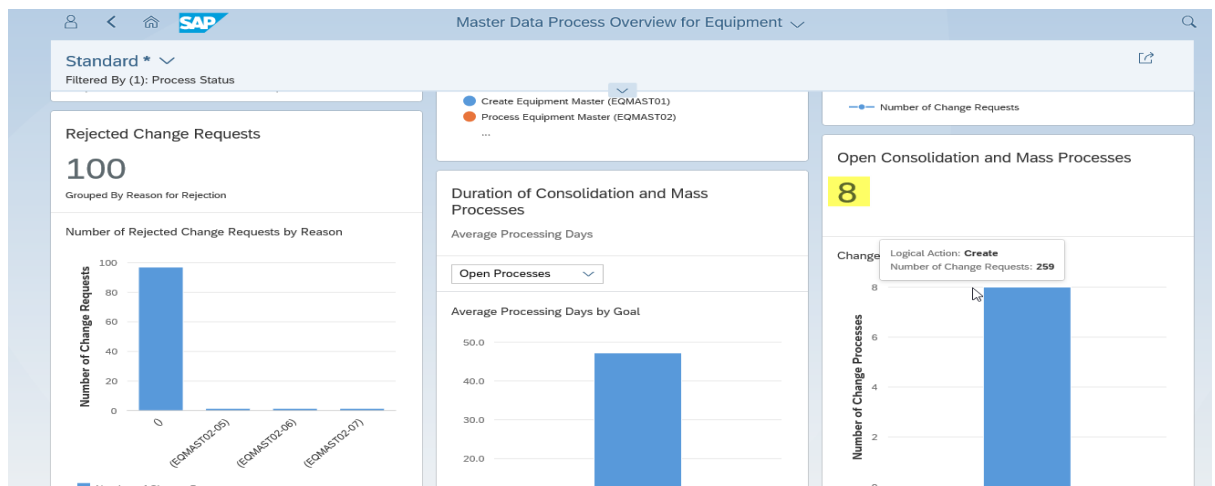 SAP
Master Data Process Overview for Equipment
Standard *
Filtered By (1): Process Status
Rejected Change Requests
100
Grouped By Reason for Rejection
Number of Rejected Change Requests by Reason
Number of Change Requests
100
80
60
40
20
0
()
(EQMAST02-05)
(EQMAST02-06)
(EQMAST02-07)
Create Equipment Master (EQMAST01)
Process Equipment Master (EQMAST02)
...
Duration of Consolidation and Mass
Processes
Average Processing Days
Open Processes
Average Processing Days by Goal
50.0
40.0
30.0
20.0
Number of Change Requests
Open Consolidation and Mass Processes
8
Change
Logical Action: Create
Number of Change Requests: 259
Number of Change Processes
8
6
4
2